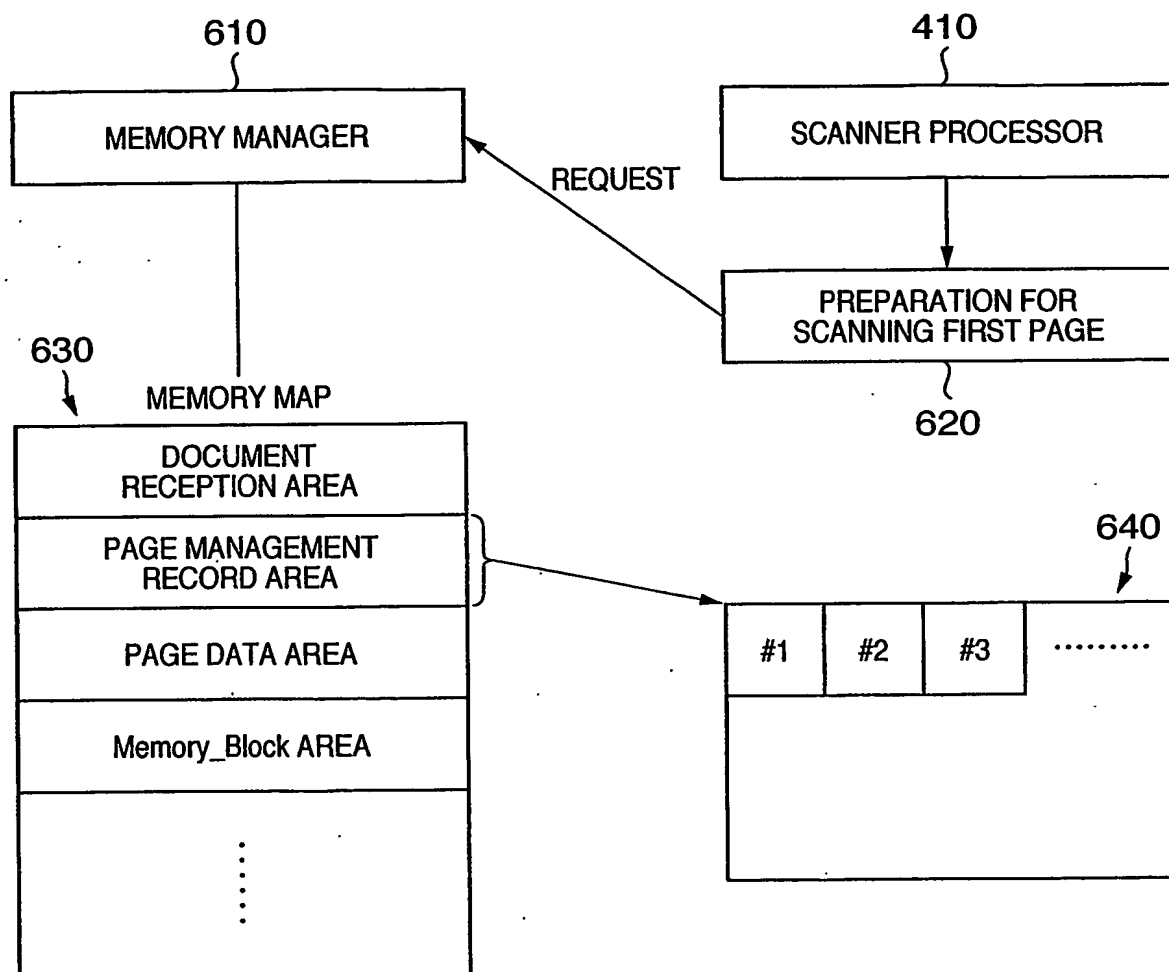 610
410
MEMORY MANAGER
SCANNER PROCESSOR
REQUEST
PREPARATION FOR
SCANNING FIRST PAGE
630
MEMORY MAP
620
DOCUMENT
RECEPTION AREA
PAGE MANAGEMENT
RECORD AREA
640
PAGE DATA AREA
#1 #2 #3 ·········
Memory_Block AREA
······